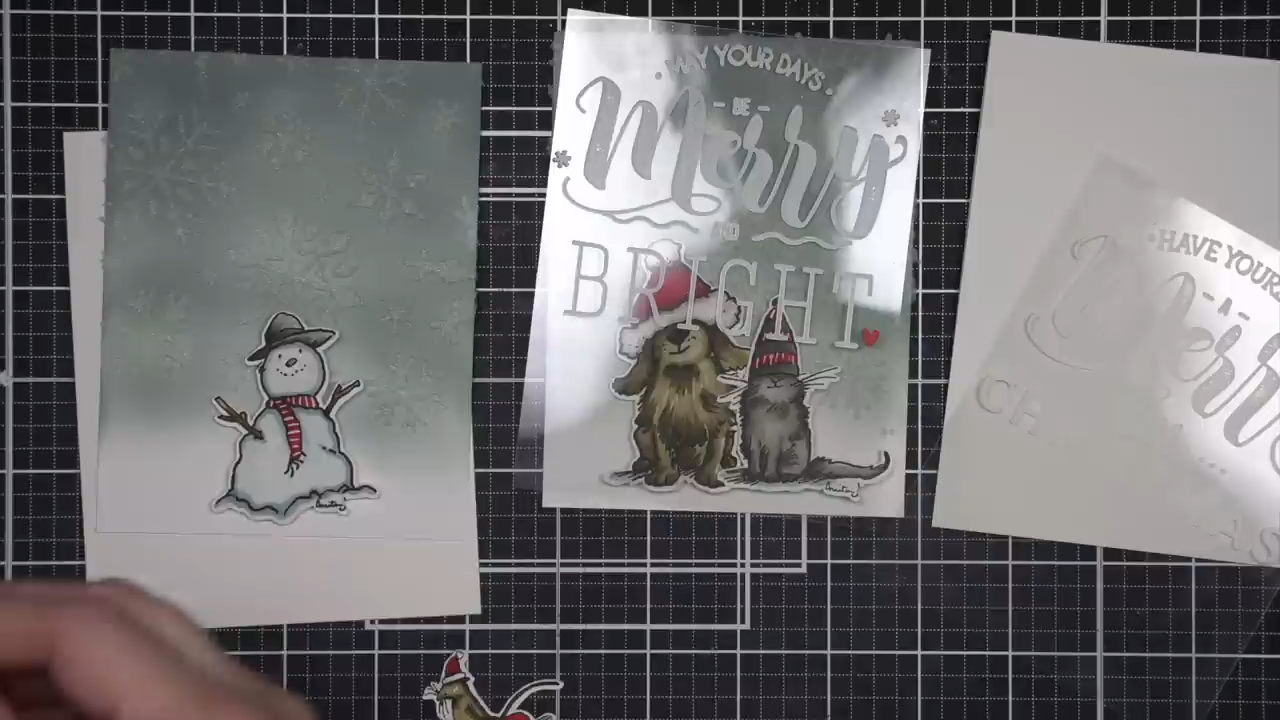 MAY YOUR DAYS
- BE -
Merry
AND
BRIGHT
HAVE YOUR
- A -